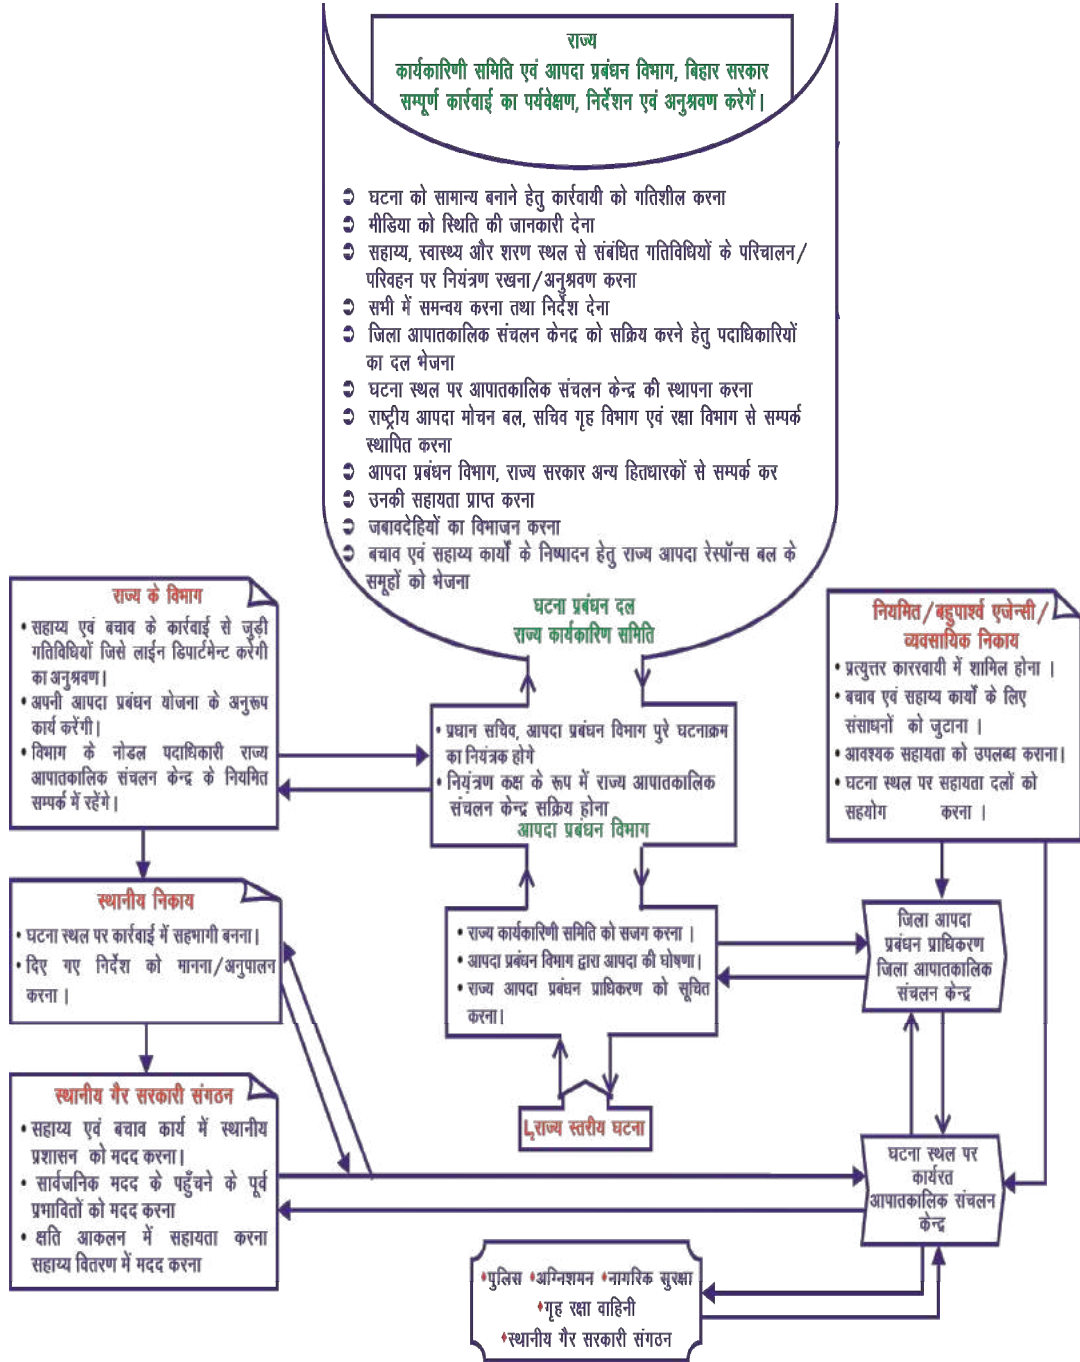 राज्य
कार्यकारिणी समिति एवं आपदा प्रबंधन विभाग, बिहार सरकार
सम्पूर्ण कार्रवाई का पर्यवेक्षण, निर्देशन एवं अनुश्रवण करेगें।
घटना को सामान्य बनाने हेतु कार्रवायी को गतिशील करना
मीडिया को स्थिति की जानकारी देना
सहाय्य, स्वास्थ्य और शरण स्थल से संबंधित गतिविधियों के परिचालन/
परिवहन पर नियंत्रण रखना/अनुश्रवण करना
सभी में समन्वय करना तथा निर्देश देना
जिला आपातकालिक संचलन केनद्र को सक्रिय करने हेतु पदाधिकारियों
का दल भेजना
घटना स्थल पर आपातकालिक संचलन केन्द्र की स्थापना करना
राष्ट्रीय आपदा मोचन बल, सचिव गृह विभाग एवं रक्षा विभाग से सम्पर्क
स्थापित करना
आपदा प्रबंधन विभाग, राज्य सरकार अन्य हितधारकों से सम्पर्क कर
उनकी सहायता प्राप्त करना
जबावदेहियों का विभाजन करना
बचाव एवं सहाय्य कार्यों के निष्पादन हेतु राज्य आपदा रेस्पॉन्स बल के
समूहों को भेजना
घटना प्रबंधन दल
राज्य कार्यकारिण समिति
राज्य के विभाग
• सहाय्य एवं बचाव के कार्रवाई से जुड़ी
गतिविधियों जिसे लाईन डिपार्टमेन्ट करेंगी
का अनुश्रवण।
• अपनी आपदा प्रबंधन योजना के अनुरूप
कार्य करेंगी।
• विभाग के नोडल पदाधिकारी राज्य
आपातकालिक संचलन केन्द्र के नियमित
सम्पर्क में रहेंगे।
• प्रधान सचिव, आपदा प्रबंधन विभाग पुरे घटनाक्रम
का नियंत्रक होगे
• नियंत्रण कक्ष के रूप में राज्य आपातकालिक
संचलन केन्द्र सक्रिय होना
आपदा प्रबंधन विभाग
नियमित/बहुपार्श्व एजेन्सी/
व्यवसायिक निकाय
• प्रत्युत्तर काररवायी में शामिल होना ।
• बचाव एवं सहाय्य कार्यों के लिए
संसाधनों को जुटाना ।
• आवश्यक सहायता को उपलब्ध कराना।
• घटना स्थल पर सहायता दलों को
सहयोग करना ।
स्थानीय निकाय
• घटना स्थल पर कार्रवाई में सहभागी बनना।
• दिए गए निर्देश को मानना/अनुपालन
करना ।
• राज्य कार्यकारिणी समिति को सजग करना ।
• आपदा प्रबंधन विभाग द्वारा आपदा की घोषणा।
• राज्य आपदा प्रबंधन प्राधिकरण को सूचित
करना।
जिला आपदा
प्रबंधन प्राधिकरण
जिला आपातकालिक
संचलन केन्द्र
स्थानीय गैर सरकारी संगठन
• सहाय्य एवं बचाव कार्य में स्थानीय
प्रशासन को मदद करना।
• सार्वजनिक मदद के पहुँचने के पूर्व
प्रभावितों को मदद करना
• क्षति आकलन में सहायता करना
सहाय्य वितरण में मदद करना
राज्य स्तरीय घटना
घटना स्थल पर
कार्यरत
आपातकालिक संचलन
केन्द्र
♦पुलिस ♦अग्निशमन ♦नागरिक सुरक्षा
♦गृह रक्षा वाहिनी
♦स्थानीय गैर सरकारी संगठन